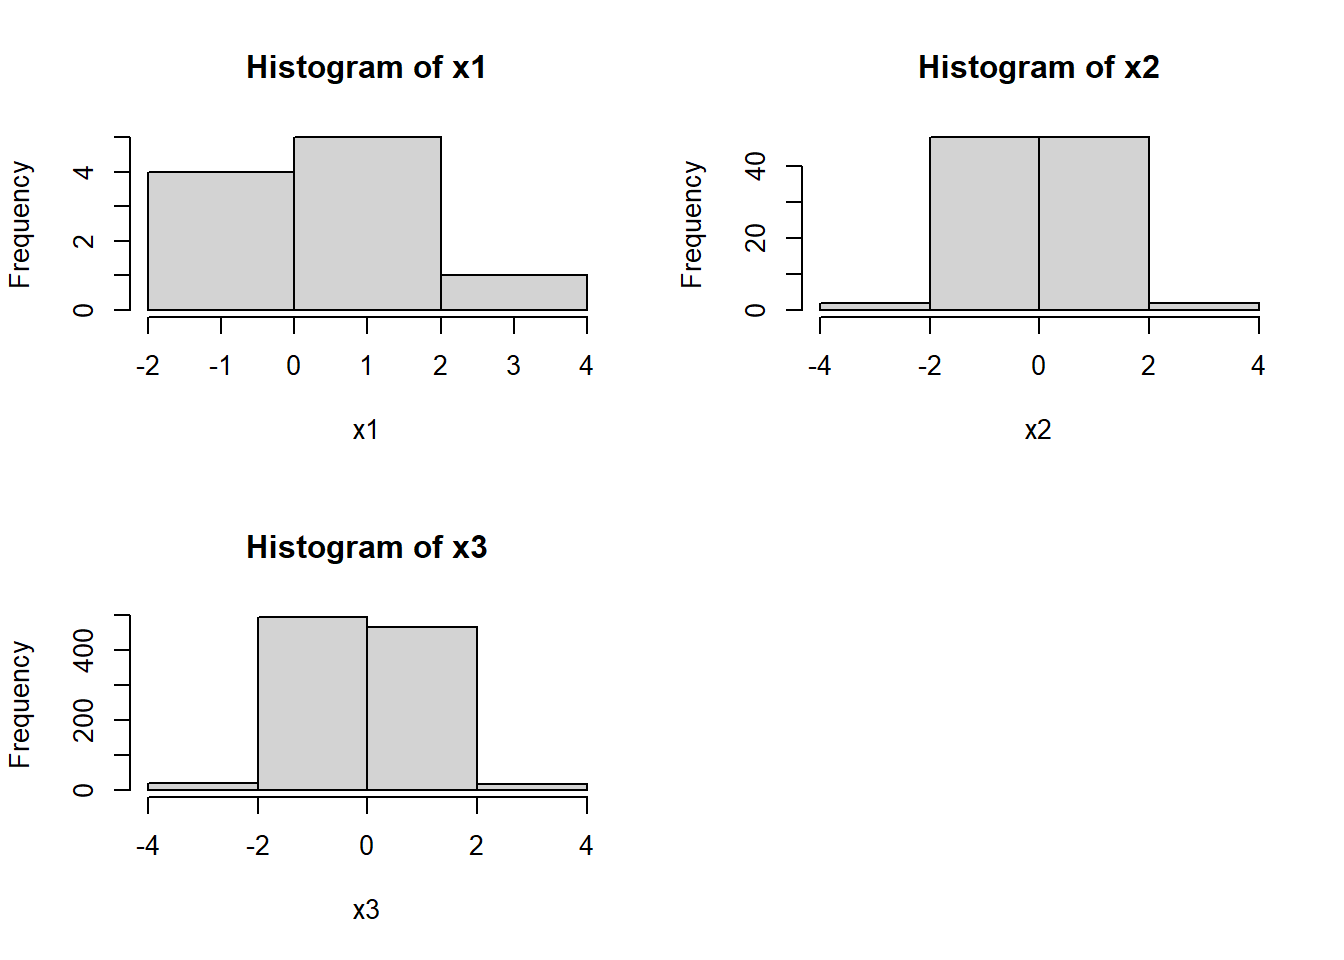 Histogram of x1
Frequency
4
2
0
-2 -1 0 1 2 3 4
x1
Histogram of x2
Frequency
40
20
0
-4 -2 0 2 4
x2
Histogram of x3
Frequency
400
200
0
-4 -2 0 2 4
x3